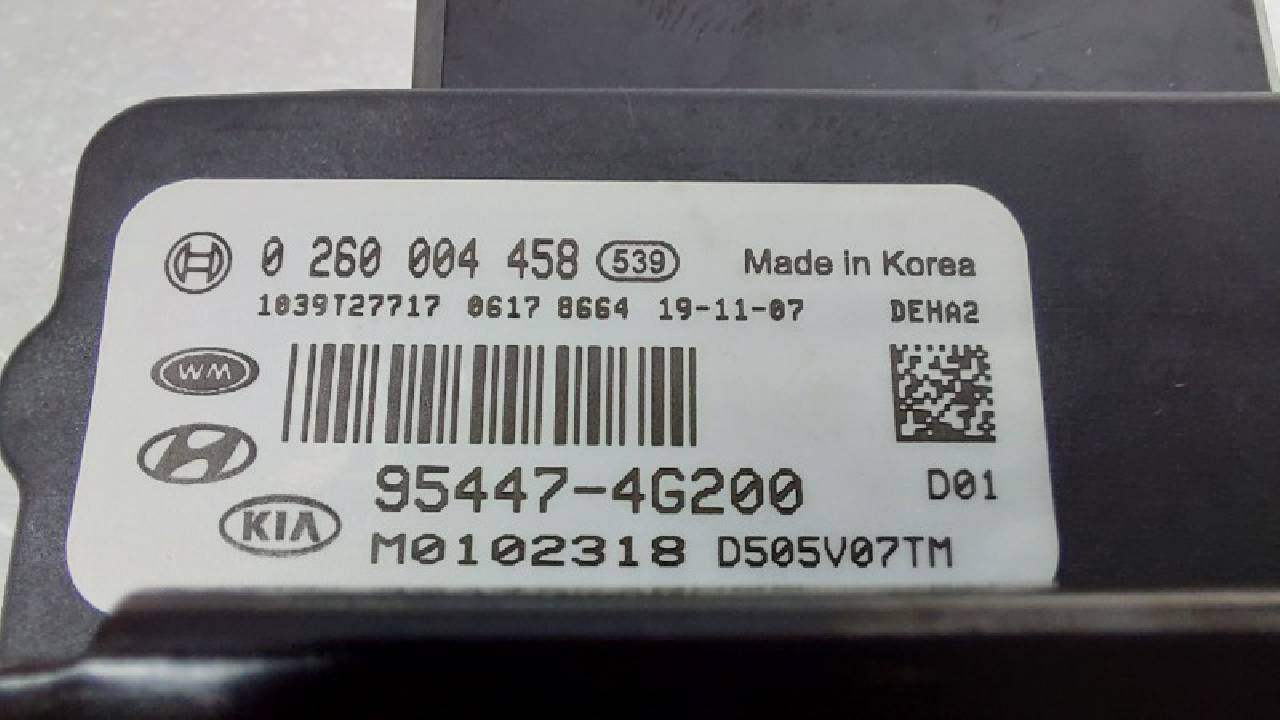 0 260 004 458 539 Made in Korea
1039T27717 0617 8664 19-11-07 DEHA2
WM
95447-4G200 D01
KIA
M0102318 D505V07TM